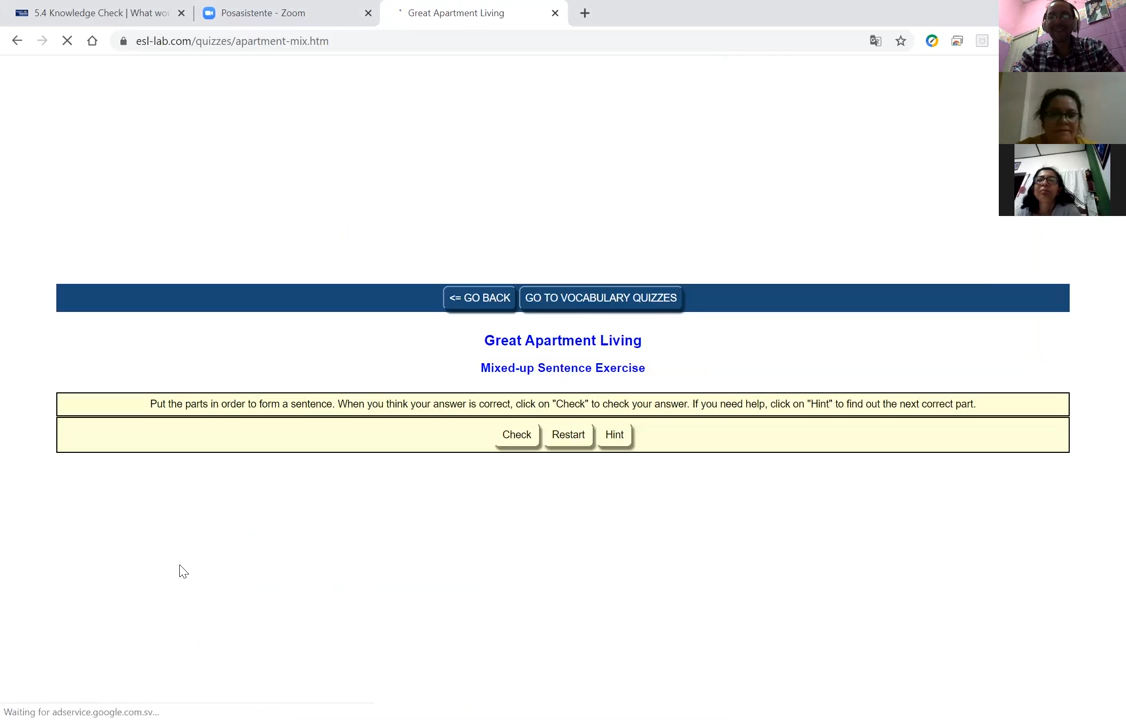 5.4 Knowledge Check | What wo
Posasistente - Zoom
Great Apartment Living
esl-lab.com/quizzes/apartment-mix.htm
<= GO BACK
GO TO VOCABULARY QUIZZES
Great Apartment Living
Mixed-up Sentence Exercise
Put the parts in order to form a sentence. When you think your answer is correct, click on "Check" to check your answer. If you need help, click on "Hint" to find out the next correct part.
Check
Restart
Hint
Waiting for adservice.google.com.sv...